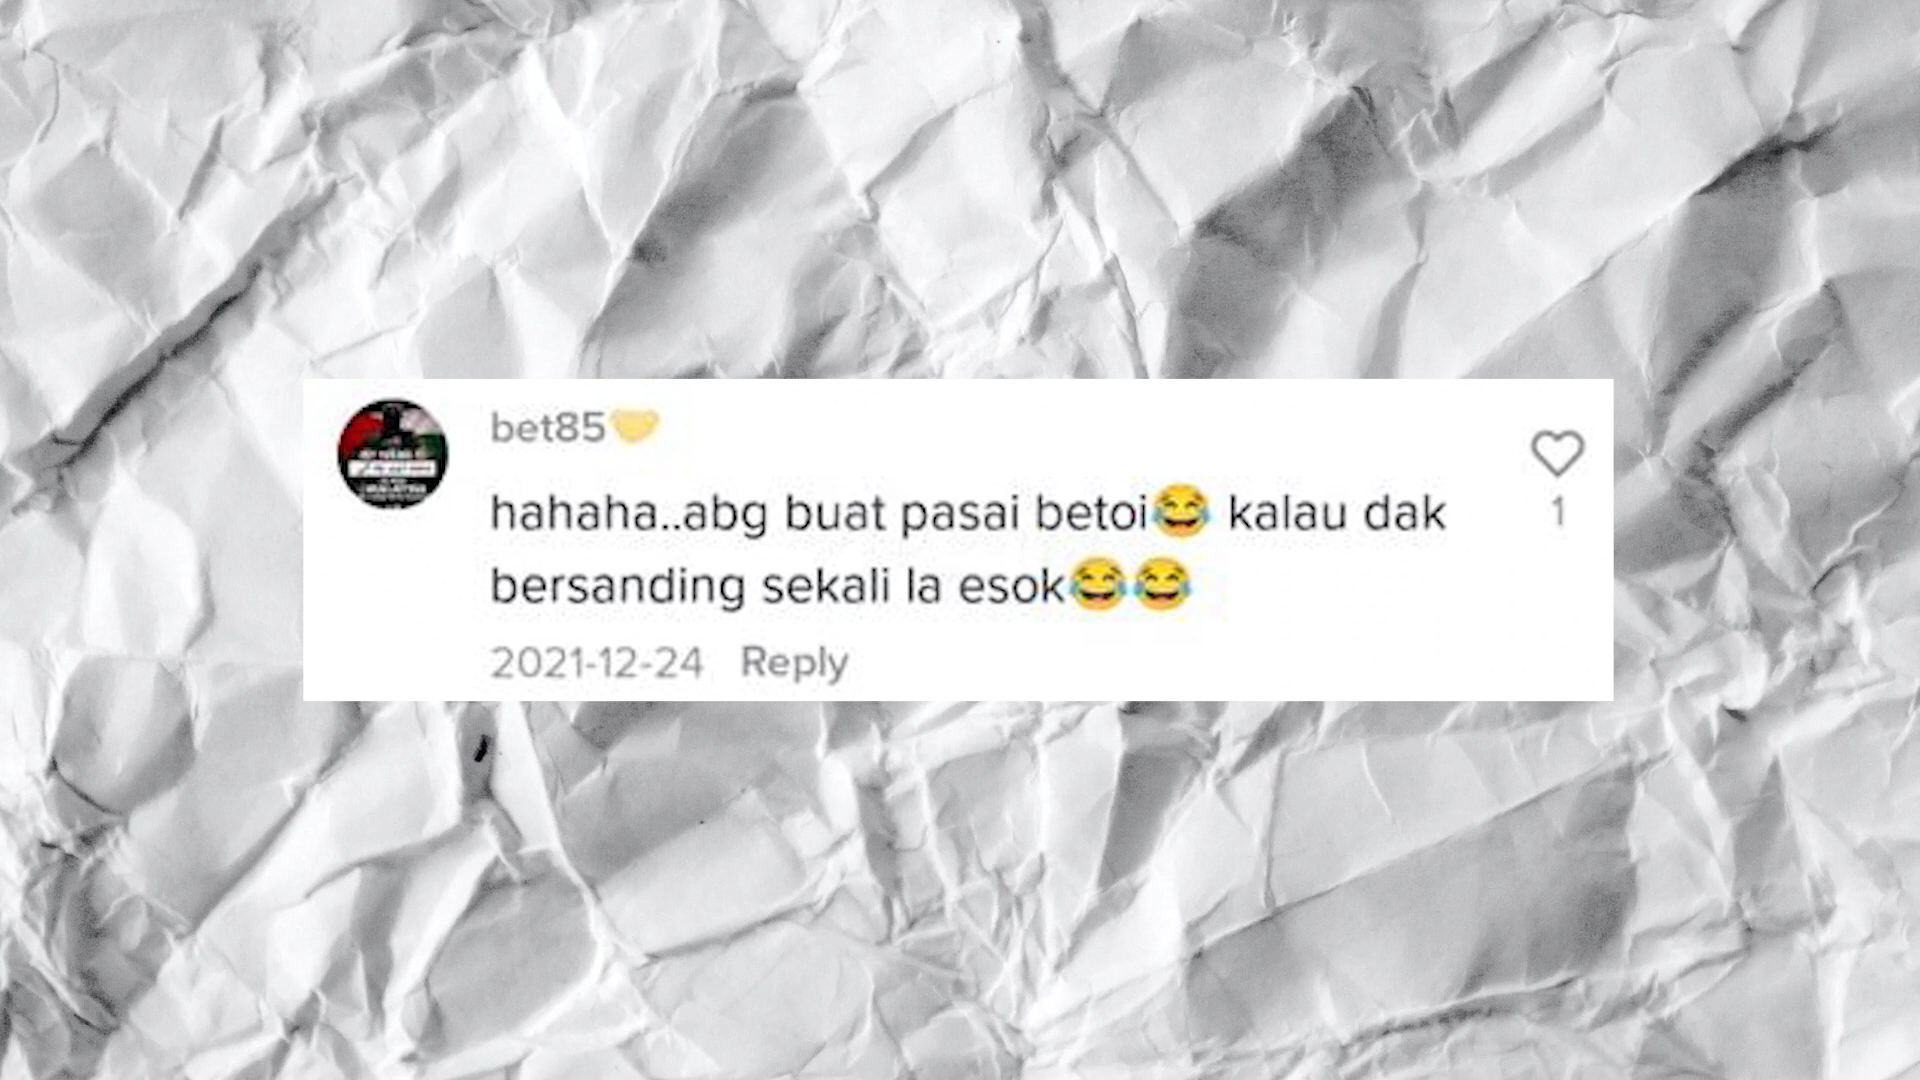 bet85🤛
hahaha..abg buat pasai betoi😂 kalau dak
bersanding sekali la esok😂😂
1
2021-12-24 Reply